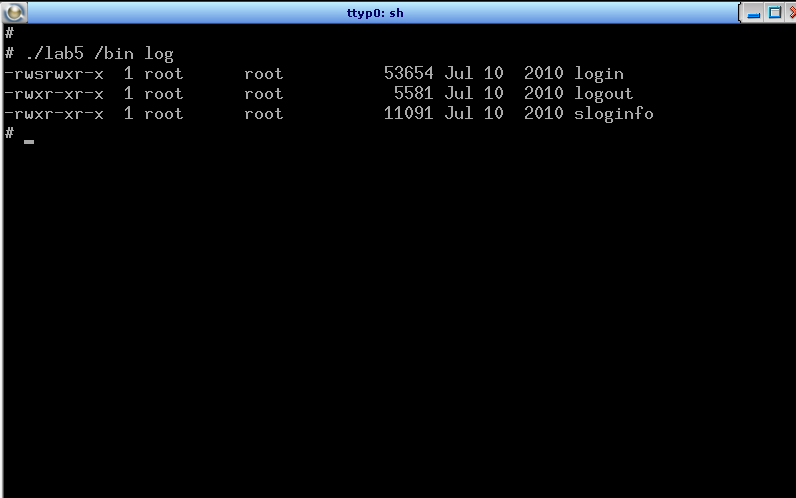 ttyp0: sh
#
# ./lab5 /bin log
-rwsrwxr-x  1 root      root          53654 Jul 10  2010 login
-rwxr-xr-x  1 root      root           5581 Jul 10  2010 logout
-rwxr-xr-x  1 root      root          11091 Jul 10  2010 sloginfo
# _